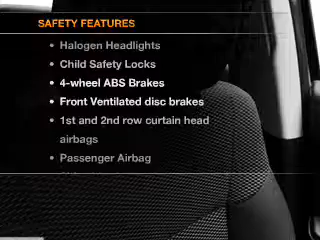 SAFETY FEATURES
• Halogen Headlights
• Child Safety Locks
• 4-wheel ABS Brakes
• Front Ventilated disc brakes
• 1st and 2nd row curtain head
airbags
• Passenger Airbag